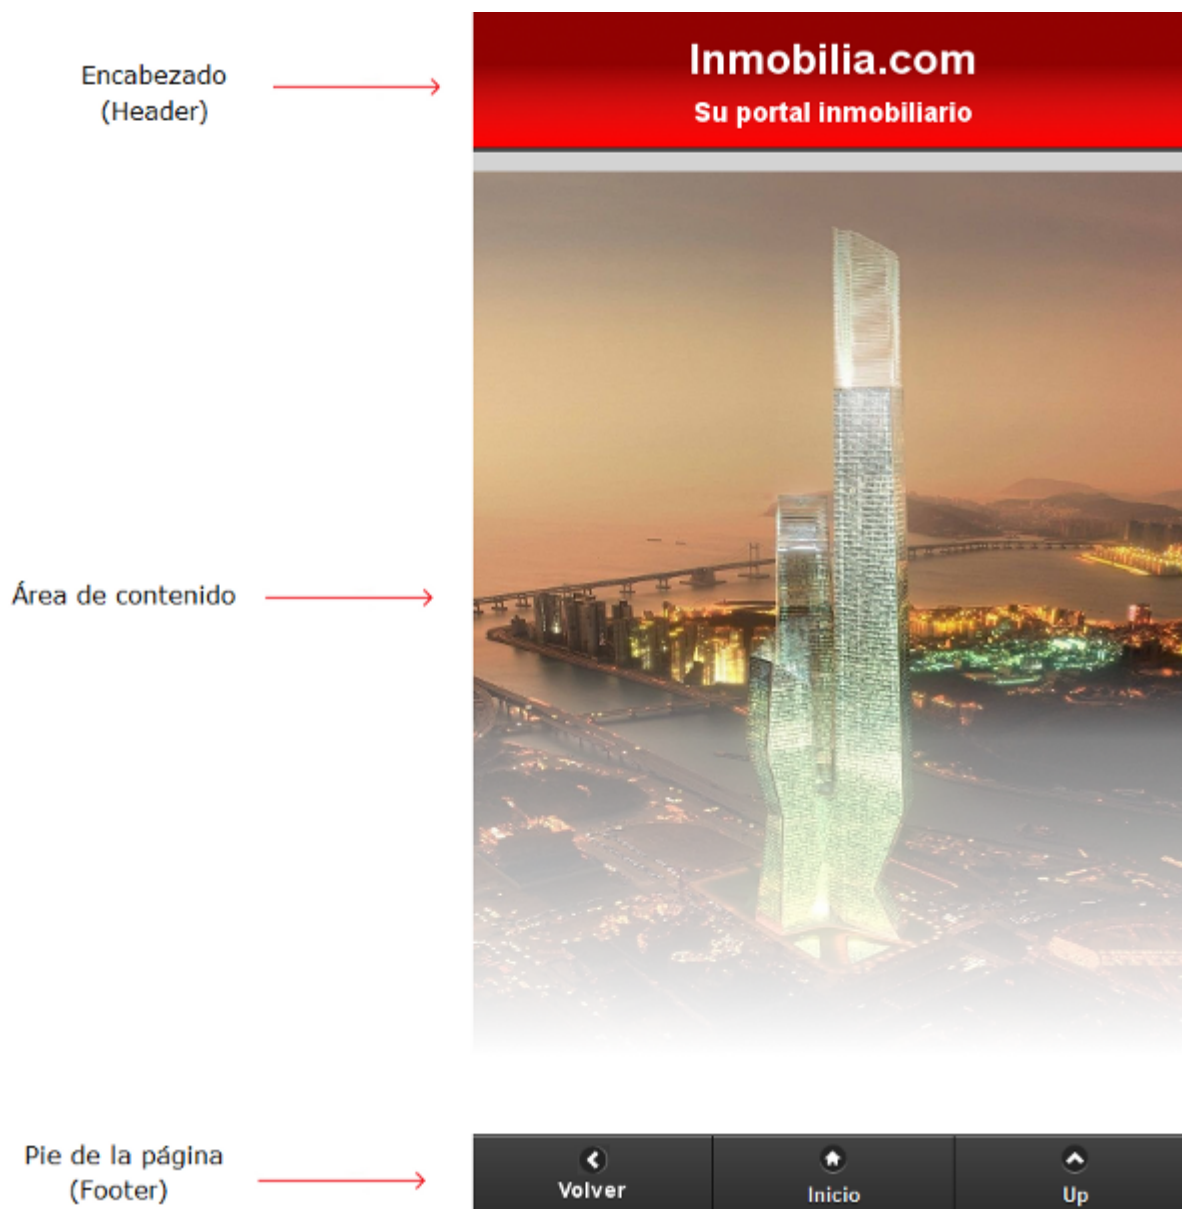 Inmobilia.com
Su portal inmobiliario
Encabezado
(Header)
Área de contenido
Pie de la página
(Footer)
Volver
Inicio
Up